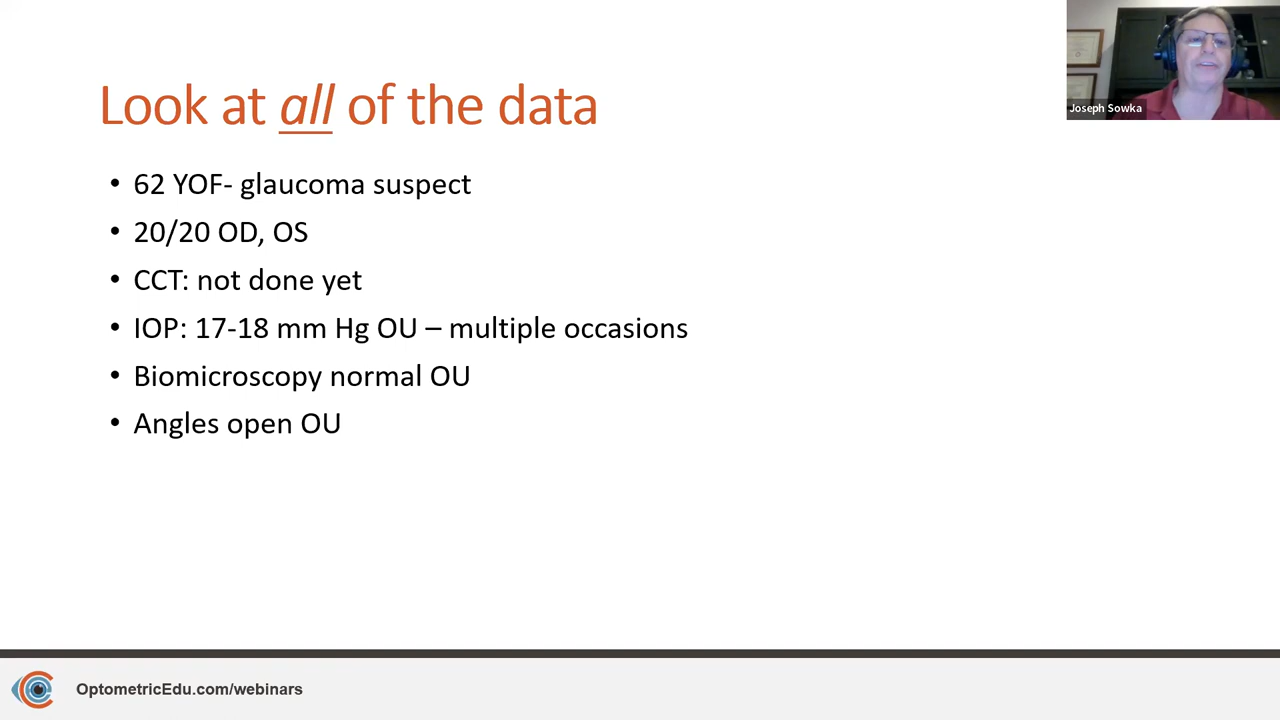 Look at all of the data
Joseph Sowka
• 62 YOF- glaucoma suspect
• 20/20 OD, OS
• CCT: not done yet
• IOP: 17-18 mm Hg OU – multiple occasions
• Biomicroscopy normal OU
• Angles open OU
OptometricEdu.com/webinars